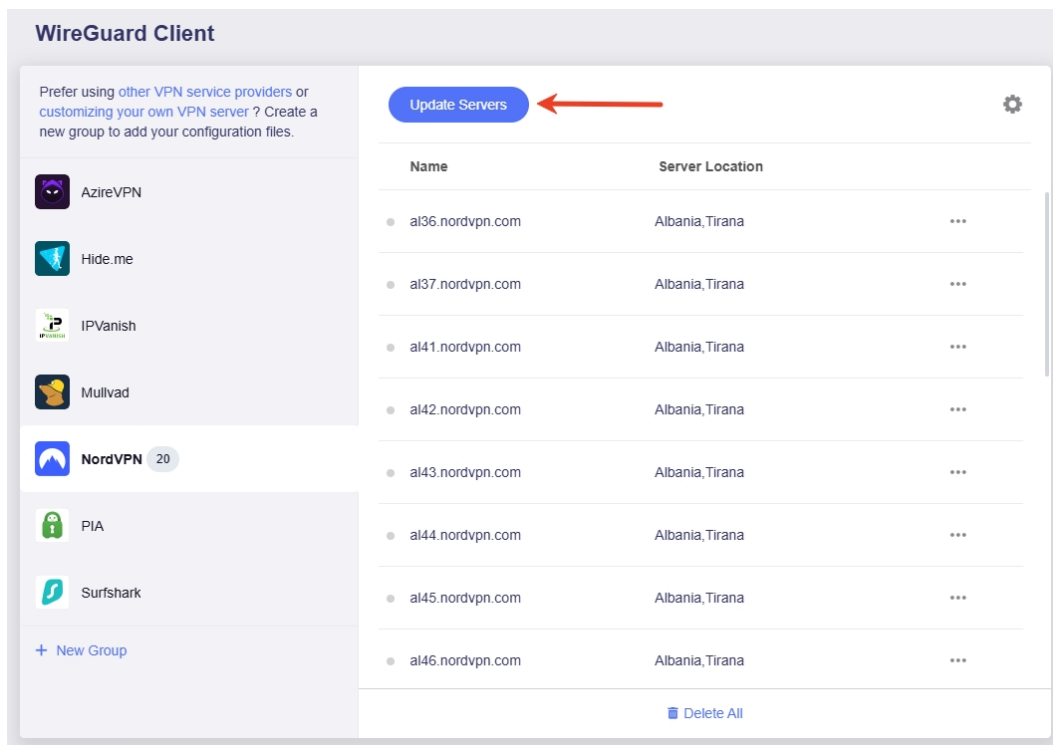 WireGuard Client
Prefer using other VPN service providers or
customizing your own VPN server ? Create a
new group to add your configuration files.
AzireVPN
Hide.me
IPVANISH
IPVanish
Mullvad
NordVPN 20
PIA
Surfshark
+ New Group
Update Servers
Name Server Location
al36.nordvpn.com Albania,Tirana
al37.nordvpn.com Albania,Tirana
al41.nordvpn.com Albania,Tirana
al42.nordvpn.com Albania,Tirana
al43.nordvpn.com Albania,Tirana
al44.nordvpn.com Albania,Tirana
al45.nordvpn.com Albania,Tirana
al46.nordvpn.com Albania,Tirana
Delete All